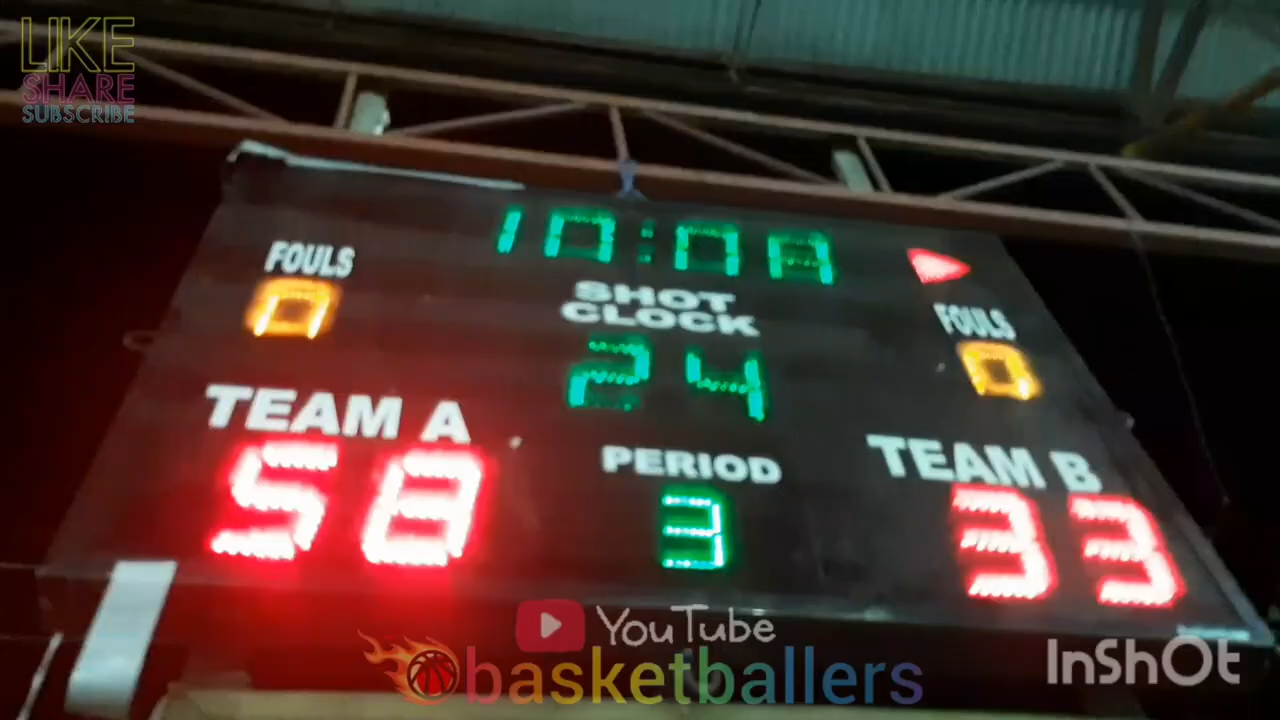 LIKE
SHARE
SUBSCRIBE
10:00
FOULS
0
SHOT
CLOCK
24
FOULS
0
TEAM A
58
PERIOD
3
TEAM B
33
YouTube
basketballers
InShOt